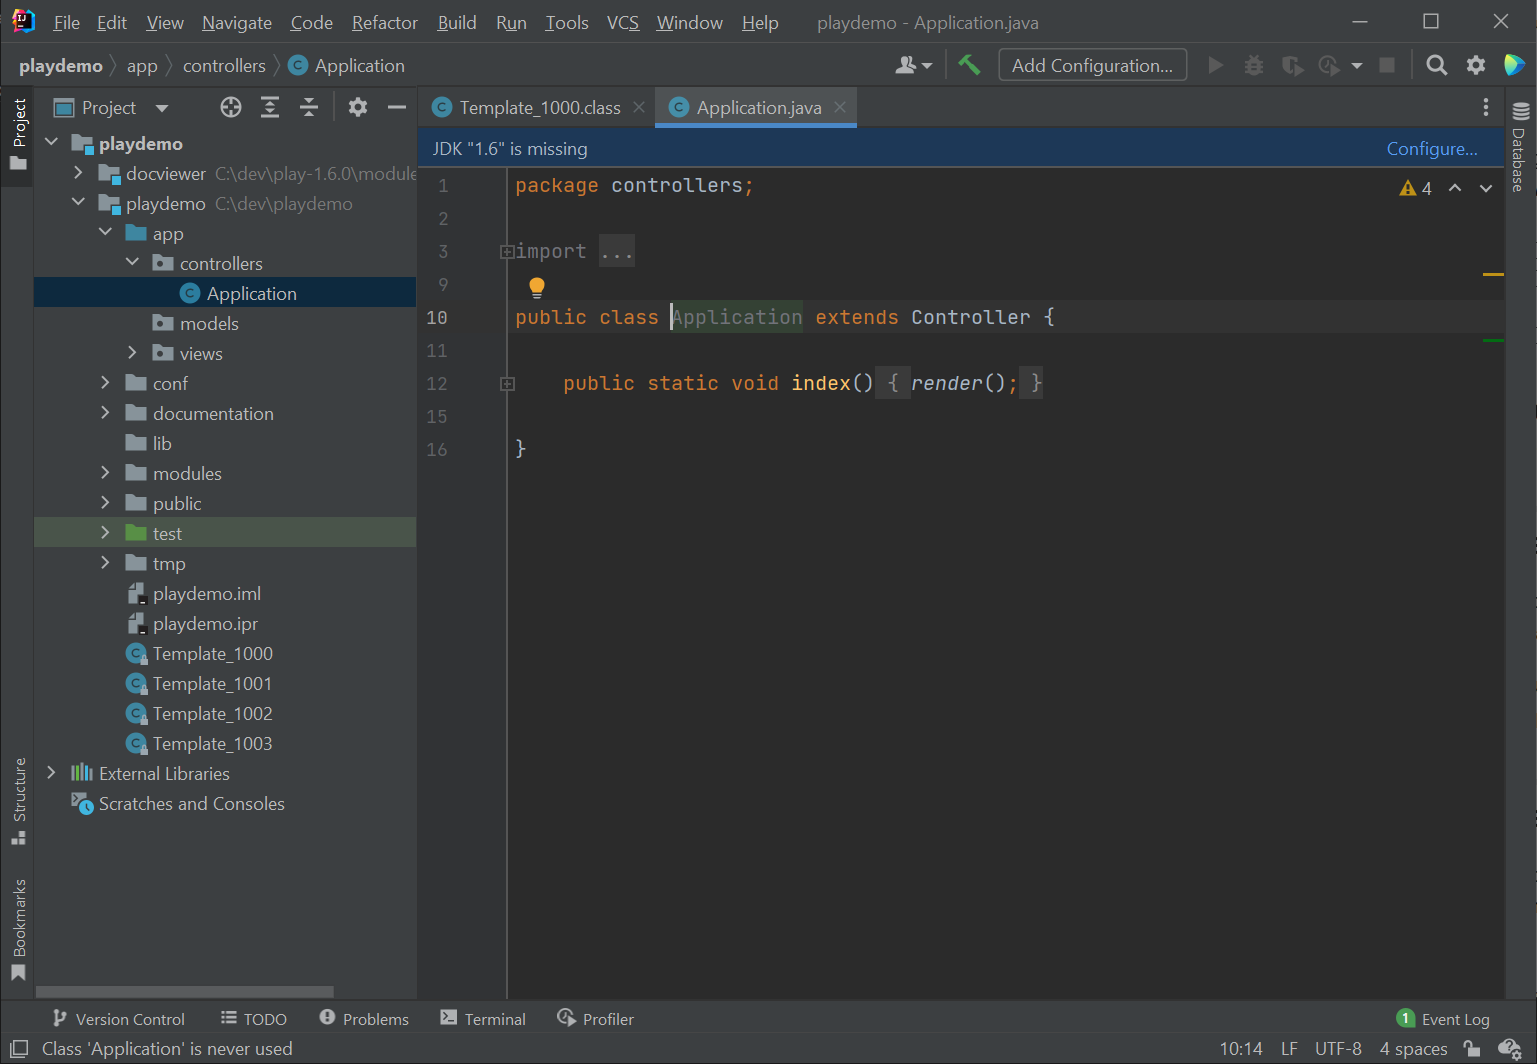 File Edit View Navigate Code Refactor Build Run Tools VCS Window Help playdemo - Application.java
playdemo app controllers Application
Add Configuration...
Project
Project
Template_1000.class
Application.java
Database
JDK "1.6" is missing
Configure...
playdemo
docviewer C:\dev\play-1.6.0\module
playdemo C:\dev\playdemo
app
controllers
Application
models
views
conf
documentation
lib
modules
public
test
tmp
playdemo.iml
playdemo.ipr
Template_1000
Template_1001
Template_1002
Template_1003
External Libraries
Scratches and Consoles
Structure
Bookmarks
1 package controllers;
4
2
3 import ...
9
10 public class Application extends Controller {
11
12 public static void index() { render(); }
15
16 }
Version Control TODO Problems Terminal Profiler
1 Event Log
Class 'Application' is never used
10:14 LF UTF-8 4 spaces